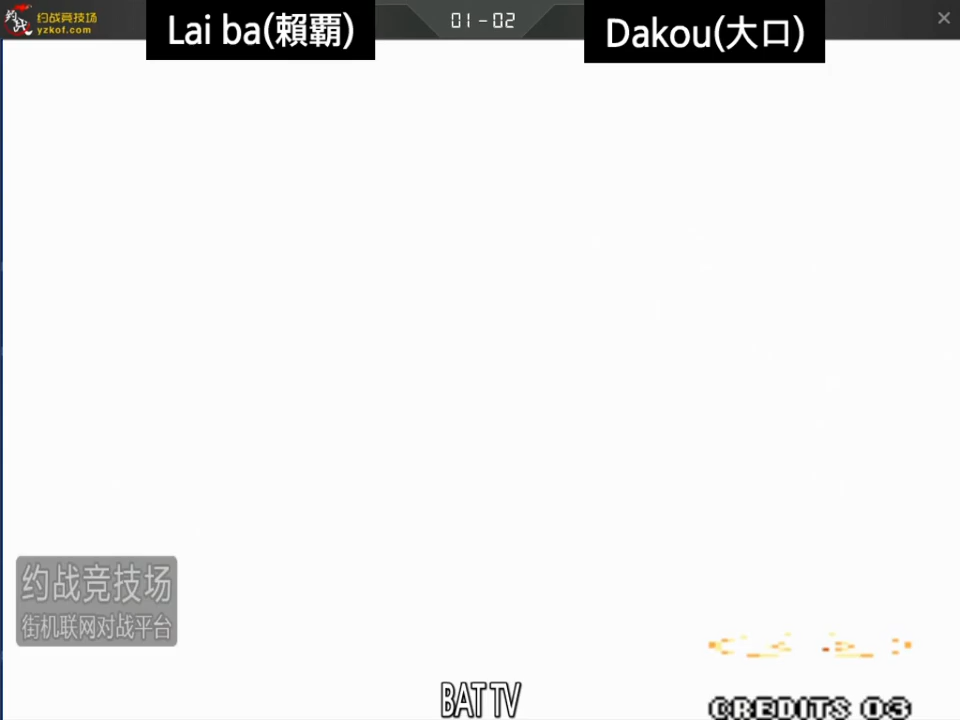 约战竞技场
yzkof.com
Lai ba(賴覇)
01-02
Dakou(大口)
约战竞技场
街机联网对战平台
BAT TV
CREDITS 03